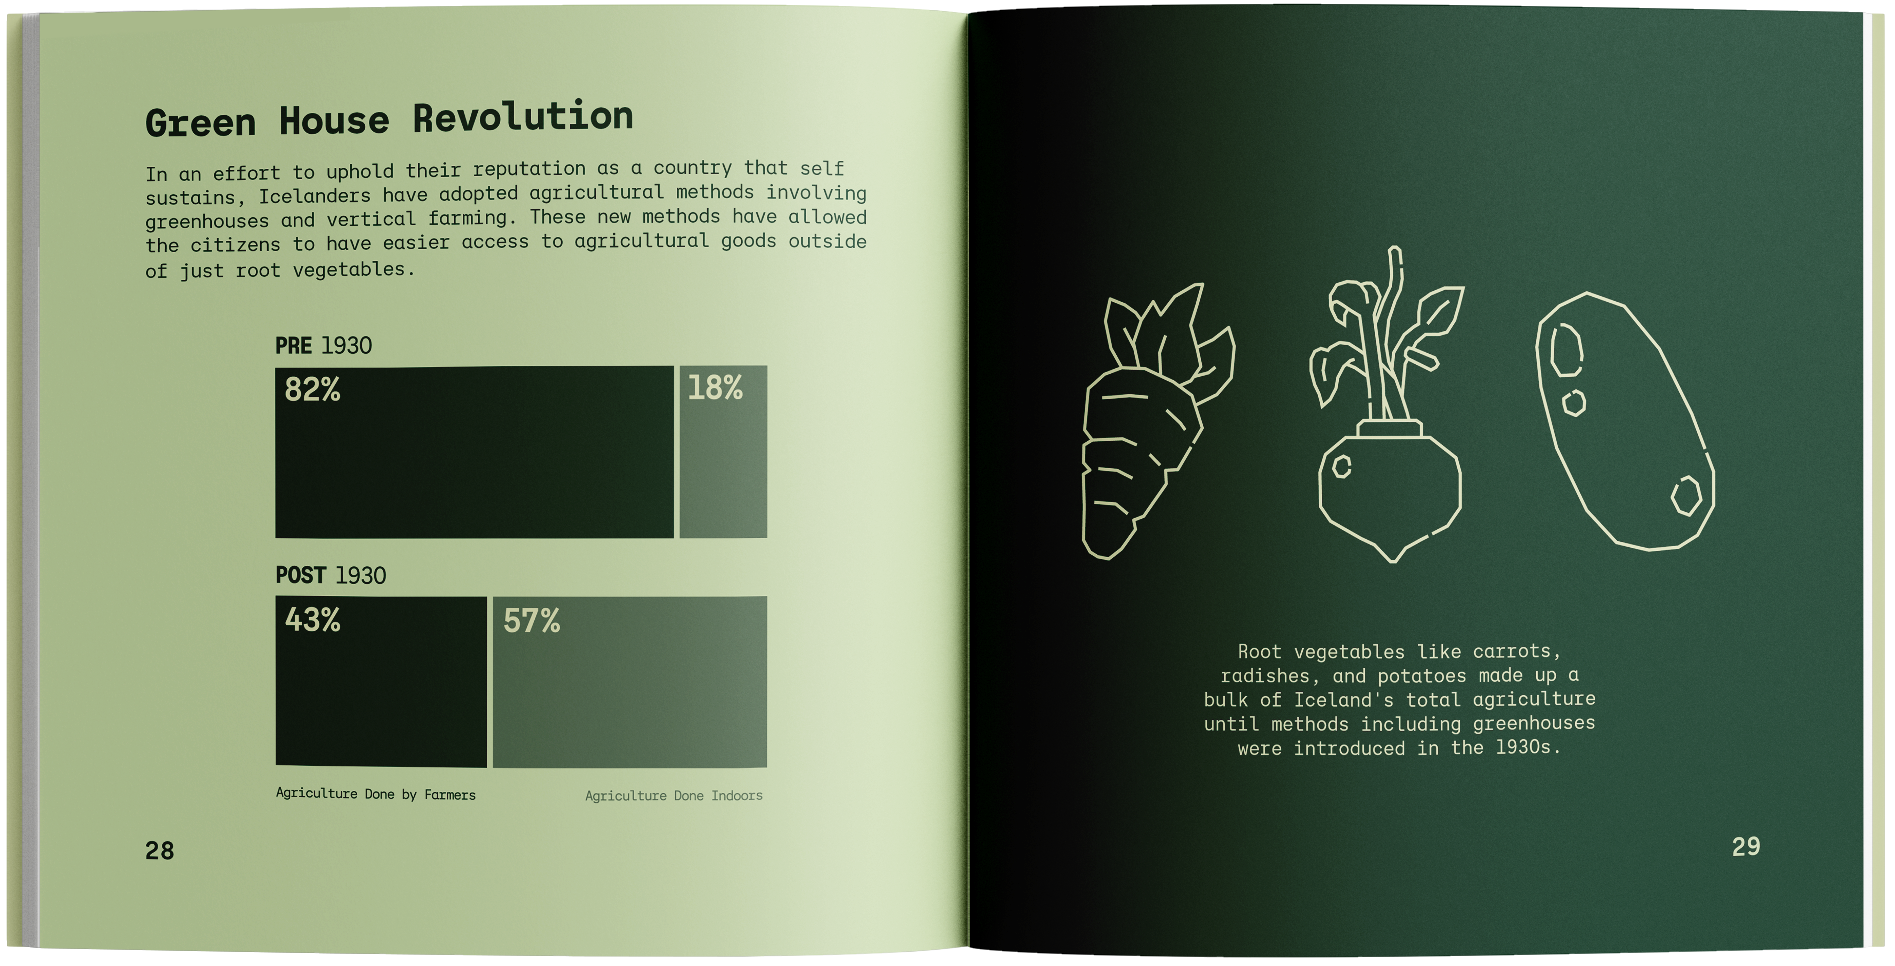 Green House Revolution
In an effort to uphold their reputation as a country that self
sustains, Icelanders have adopted agricultural methods involving
greenhouses and vertical farming. These new methods have allowed
the citizens to have easier access to agricultural goods outside
of just root vegetables.
PRE 1930
82% 18%
POST 1930
43% 57%
Agriculture Done by Farmers Agriculture Done Indoors
28
Root vegetables like carrots,
radishes, and potatoes made up a
bulk of Iceland's total agriculture
until methods including greenhouses
were introduced in the 1930s.
29